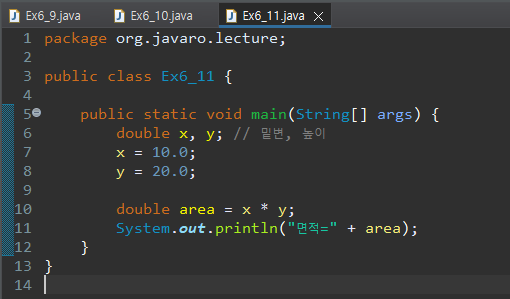 Ex6_9.java Ex6_10.java Ex6_11.java
1 package org.javaro.lecture;
2
3 public class Ex6_11 {
4
5 public static void main(String[] args) {
6 double x, y; // 밑변, 높이
7 x = 10.0;
8 y = 20.0;
9
10 double area = x * y;
11 System.out.println("면적=" + area);
12 }
13 }
14